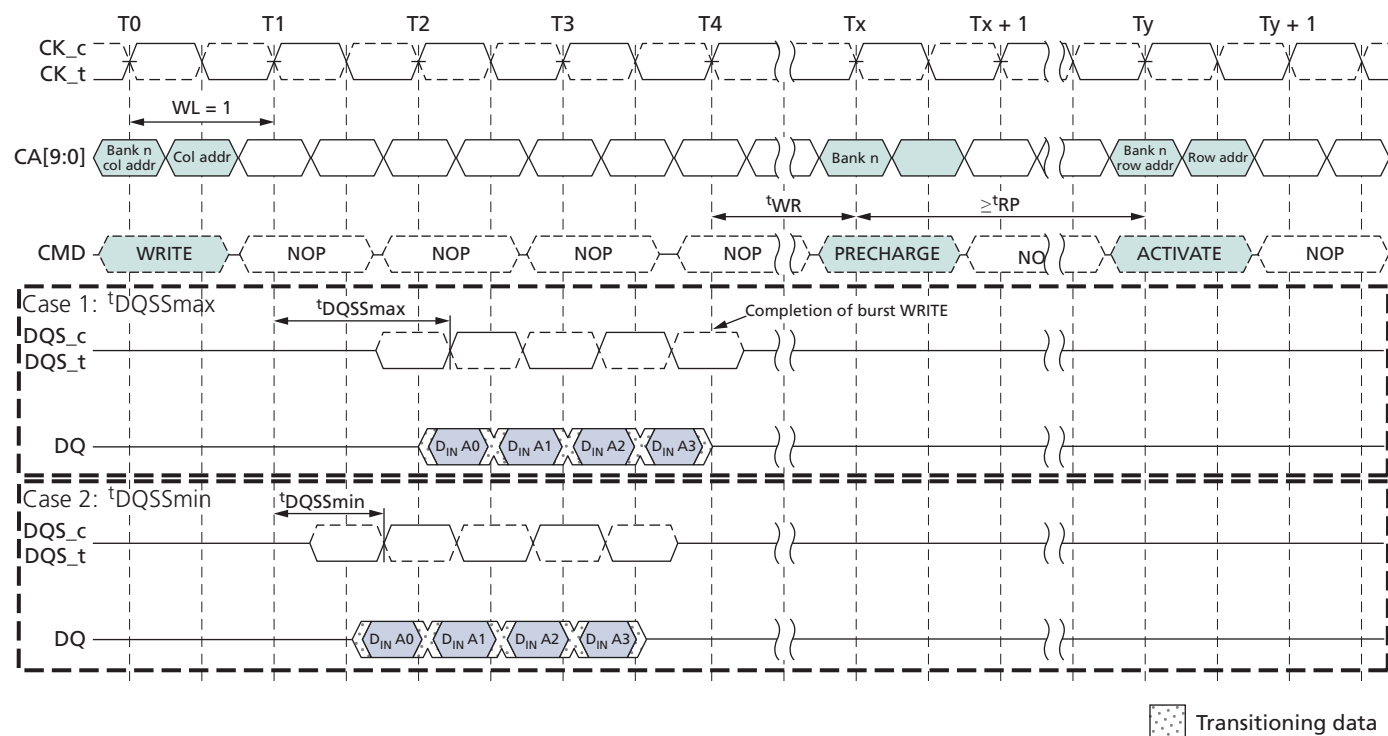 T0 T1 T2 T3 T4 Tx Tx + 1 Ty Ty + 1
CK_c
CK_t
WL = 1
CA[9:0] Bank n col addr Col addr Bank n Bank n row addr Row addr
tWR ≥tRP
CMD WRITE NOP NOP NOP NOP PRECHARGE NO ACTIVATE NOP
Case 1: tDQSSmax
tDQSSmax
Completion of burst WRITE
DQS_c
DQS_t
DQ DIN A0 DIN A1 DIN A2 DIN A3
Case 2: tDQSSmin
tDQSSmin
DQS_c
DQS_t
DQ DIN A0 DIN A1 DIN A2 DIN A3
Transitioning data